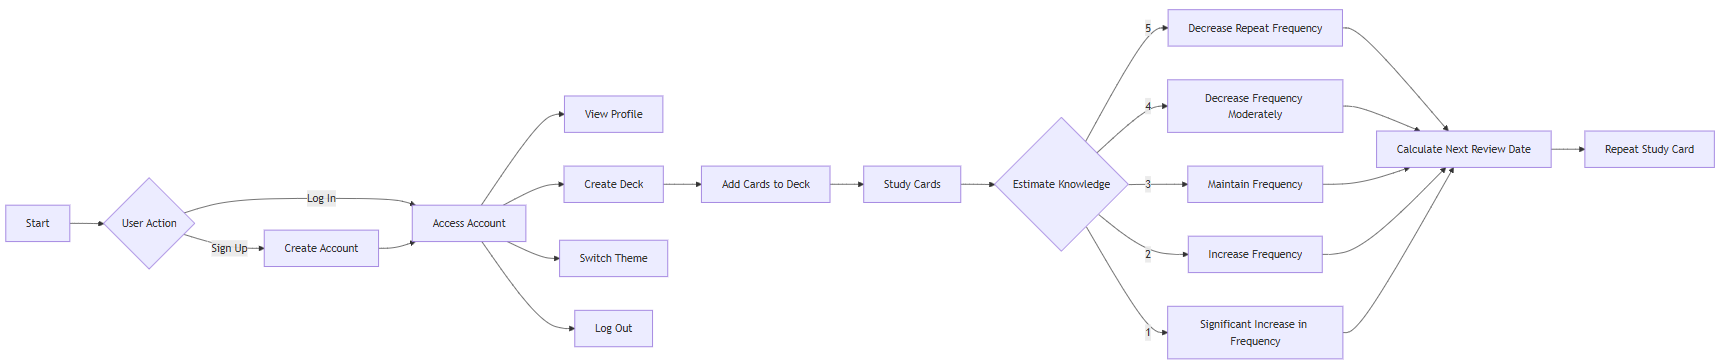 Start
User Action
Log In
Sign Up
Create Account
Access Account
View Profile
Create Deck
Switch Theme
Log Out
Add Cards to Deck
Study Cards
Estimate Knowledge
5
4
3
2
1
Decrease Repeat Frequency
Decrease Frequency
Moderately
Maintain Frequency
Increase Frequency
Significant Increase in
Frequency
Calculate Next Review Date
Repeat Study Card